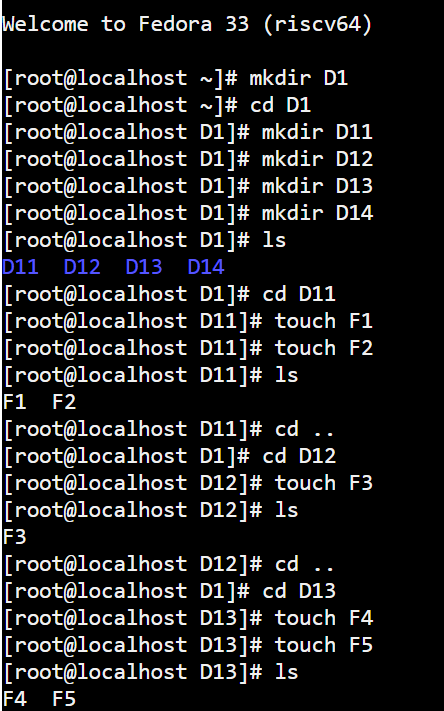 Welcome to Fedora 33 (riscv64)
[root@localhost ~]# mkdir D1
[root@localhost ~]# cd D1
[root@localhost D1]# mkdir D11
[root@localhost D1]# mkdir D12
[root@localhost D1]# mkdir D13
[root@localhost D1]# mkdir D14
[root@localhost D1]# ls
D11  D12  D13  D14
[root@localhost D1]# cd D11
[root@localhost D11]# touch F1
[root@localhost D11]# touch F2
[root@localhost D11]# ls
F1  F2
[root@localhost D11]# cd ..
[root@localhost D1]# cd D12
[root@localhost D12]# touch F3
[root@localhost D12]# ls
F3
[root@localhost D12]# cd ..
[root@localhost D1]# cd D13
[root@localhost D13]# touch F4
[root@localhost D13]# touch F5
[root@localhost D13]# ls
F4  F5